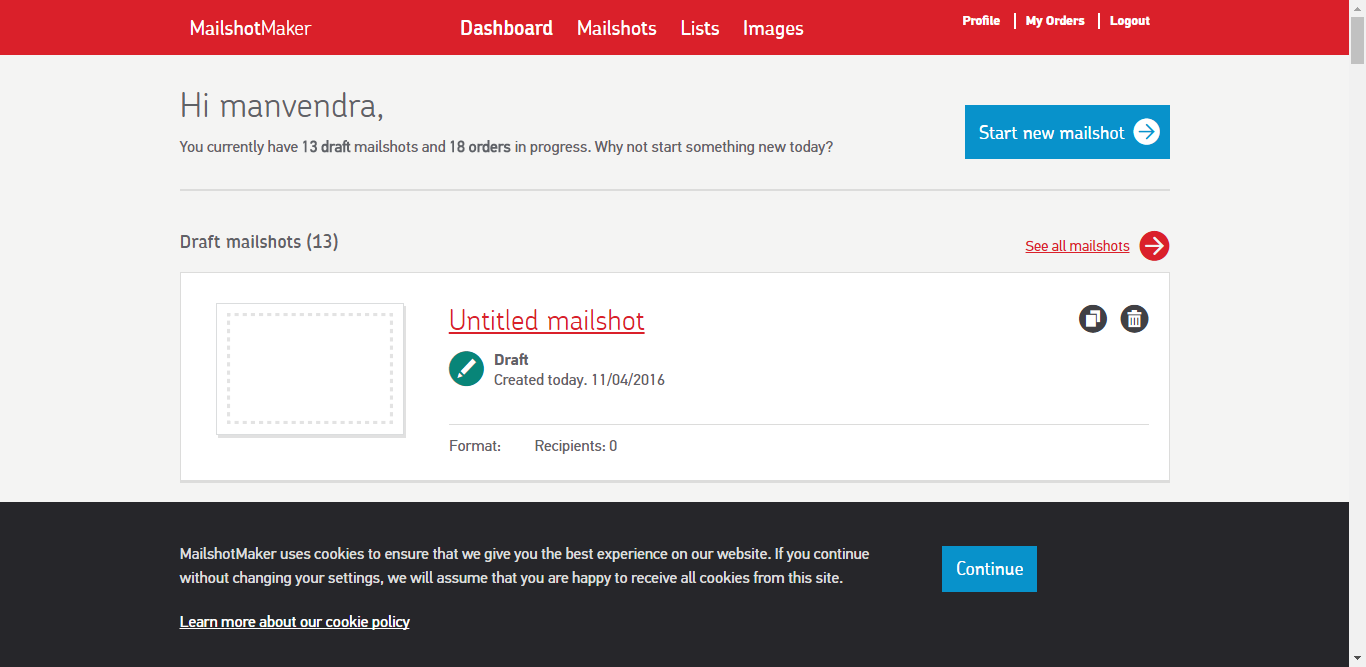 MailshotMaker
Dashboard Mailshots Lists Images
Profile My Orders Logout
Hi manvendra,
You currently have 13 draft mailshots and 18 orders in progress. Why not start something new today?
Start new mailshot
Draft mailshots (13)
See all mailshots
Untitled mailshot
Draft
Created today. 11/04/2016
Format: Recipients: 0
MailshotMaker uses cookies to ensure that we give you the best experience on our website. If you continue
without changing your settings, we will assume that you are happy to receive all cookies from this site.
Continue
Learn more about our cookie policy